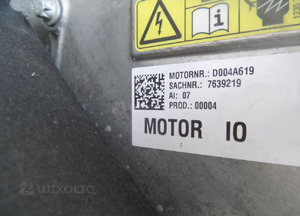 MOTORNR.: D004A619
SACHNR.: 7639219
AI: 07
PROD.: 00004
MOTOR IO